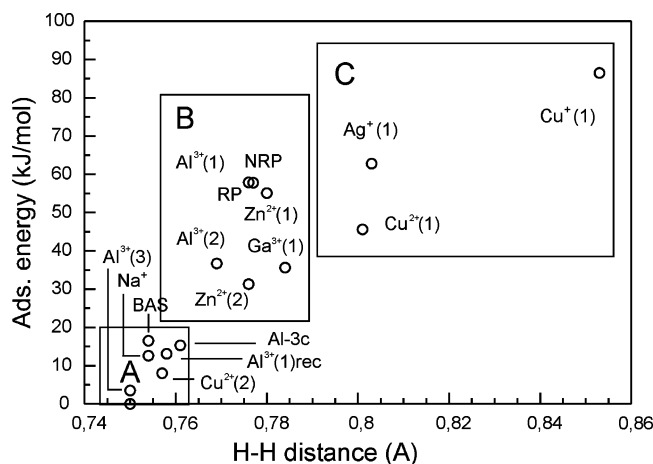 100
90
80
70
60
50
40
30
20
10
0
Ads. energy (kJ/mol)
C
Cu⁺(1)
Ag⁺(1)
Cu²⁺(1)
B
Al³⁺(1)
NRP
RP
Zn²⁺(1)
Al³⁺(2)
Ga³⁺(1)
Zn²⁺(2)
Al³⁺(3)
Na⁺
BAS
Al-3c
A
Al³⁺(1)rec
Cu²⁺(2)
0,74 0,76 0,78 0,80 0,82 0,84 0,86
H-H distance (A)